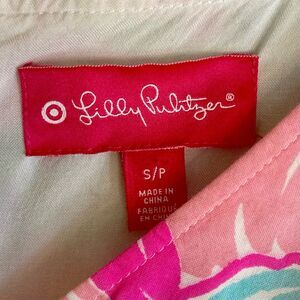 Lilly Pulitzer®
S/P
MADE IN
CHINA
FABRIQUÉ
EN CHINE